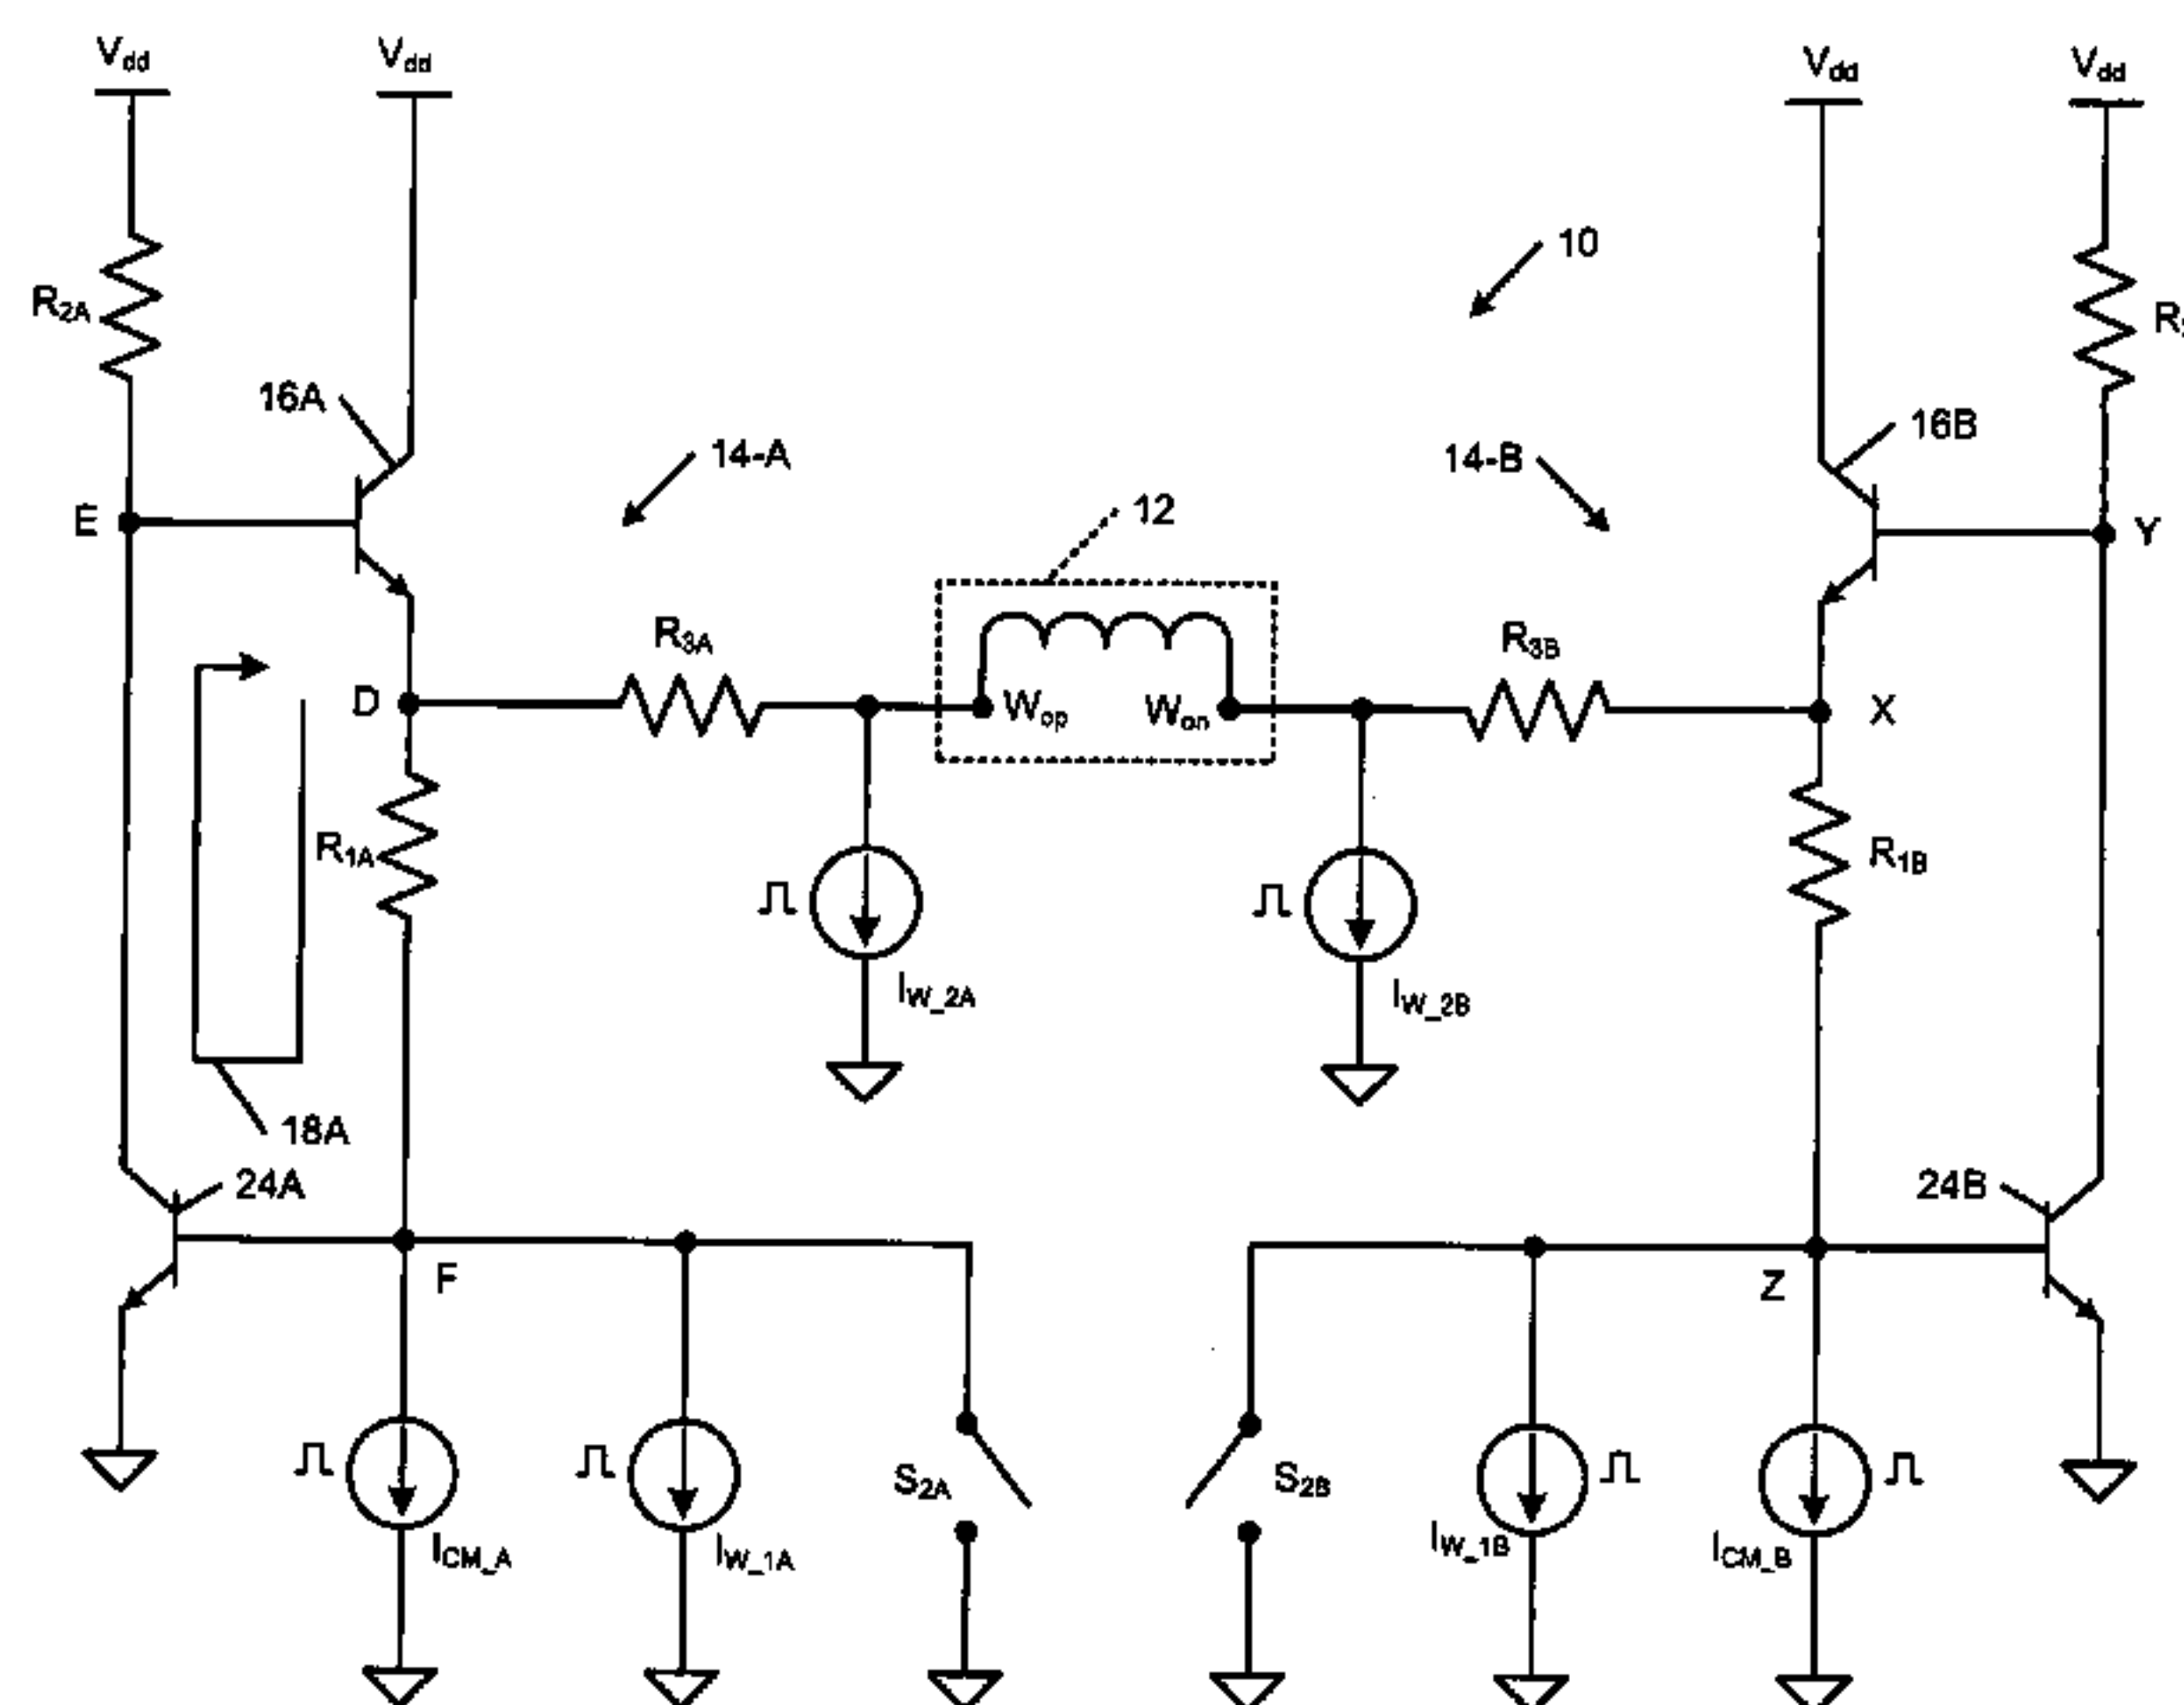 Vdd
Vdd
Vdd
Vdd
10
R2A
16A
16B
14-A
14-B
12
E
Y
R3A
R3B
D
Wop
Won
X
R1A
R1B
IW_2A
IW_2B
18A
24A
24B
F
Z
S2A
S2B
ICM_A
IW_1A
IW_1B
ICM_B